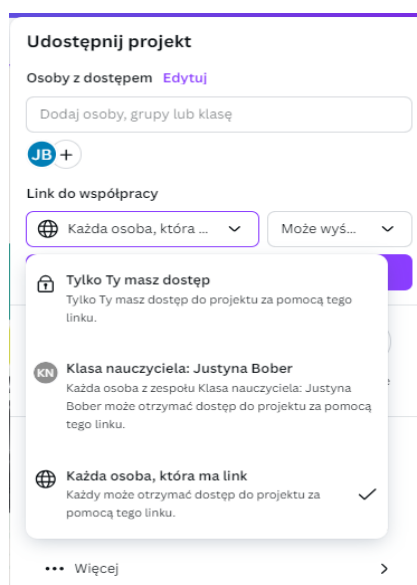 Udostępnij projekt
Osoby z dostępem Edytuj
Dodaj osoby, grupy lub klasę
JB +
Link do współpracy
Każda osoba, która ... Może wyś...
Tylko Ty masz dostęp
Tylko Ty masz dostęp do projektu za pomocą tego
linku.
KN Klasa nauczyciela: Justyna Bober
Każda osoba z zespołu Klasa nauczyciela: Justyna
Bober może otrzymać dostęp do projektu za pomocą
tego linku.
Każda osoba, która ma link
Każdy może otrzymać dostęp do projektu za
pomocą tego linku.
Więcej